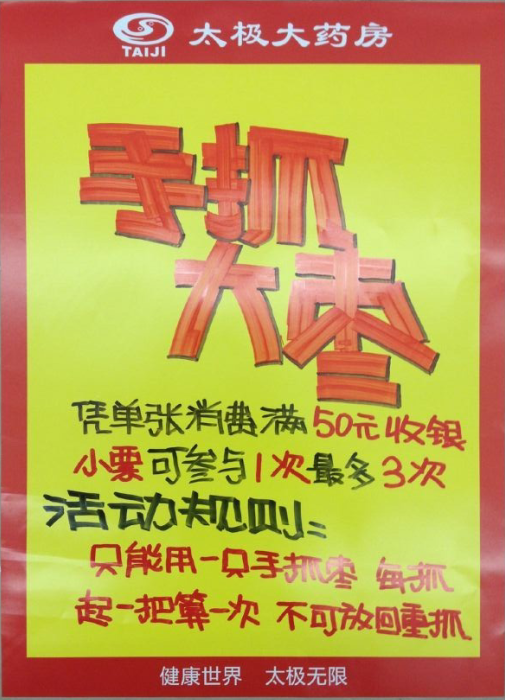 TAIJI 太极大药房
手抓
大枣
凭单张消费满50元收银
小票可参与1次最多3次
活动规则:
只能用一只手抓枣 每抓
起一把算一次 不可放回重抓
健康世界 太极无限